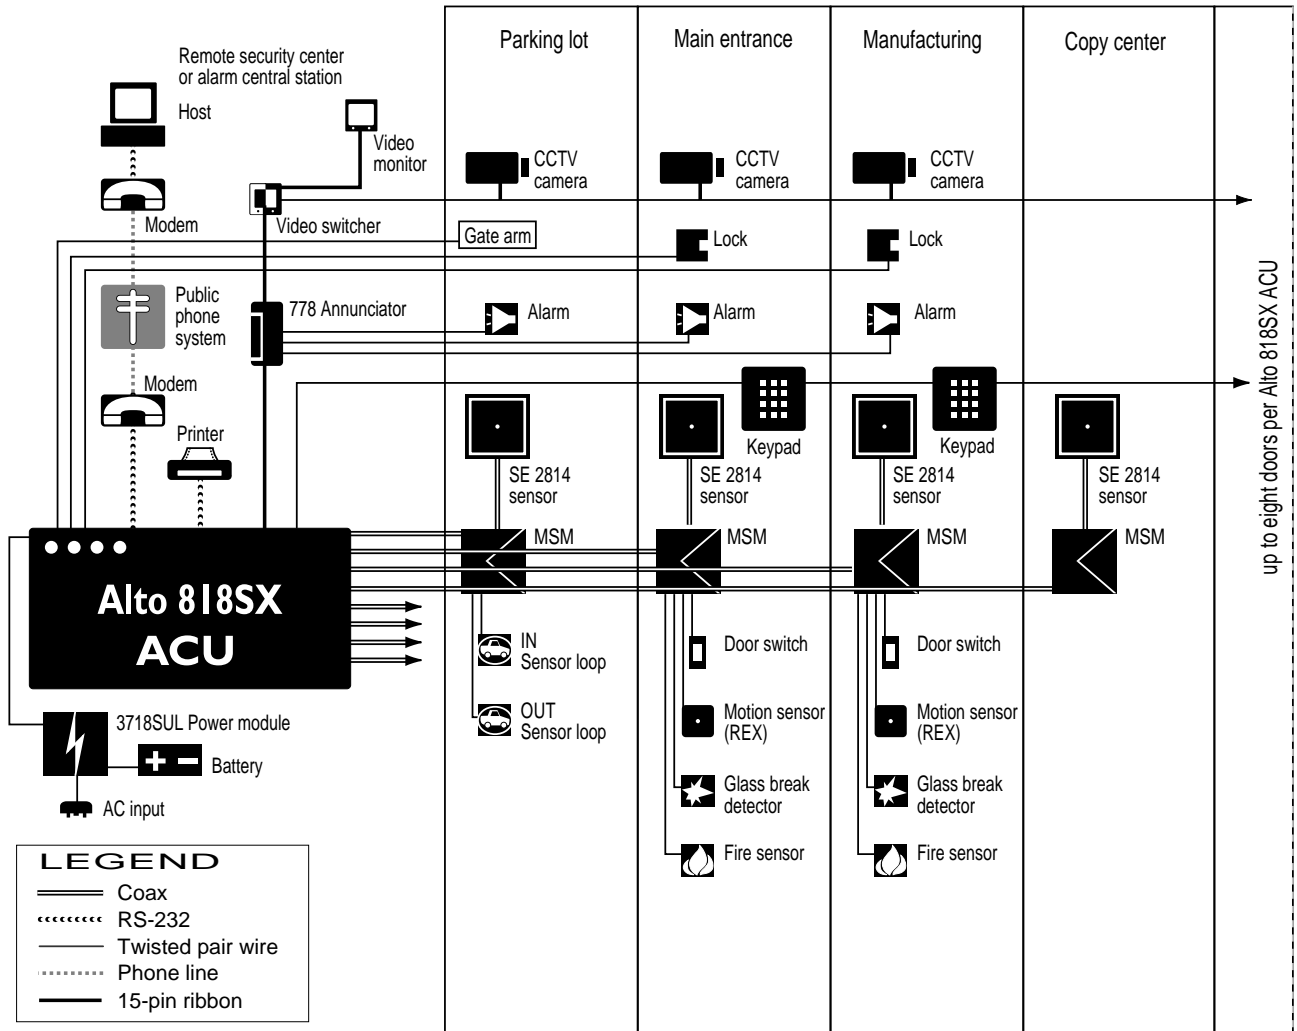 Parking lot
Main entrance
Manufacturing
Copy center
Remote security center
or alarm central station
Host
Video
monitor
CCTV
camera
CCTV
camera
CCTV
camera
Modem
Video switcher
Gate arm
Lock
Lock
Public
phone
system
778 Annunciator
Alarm
Alarm
Alarm
Modem
Printer
Keypad
Keypad
SE 2814
sensor
SE 2814
sensor
SE 2814
sensor
SE 2814
sensor
MSM
MSM
MSM
MSM
Alto 818SX
ACU
IN
Sensor loop
Door switch
Door switch
OUT
Sensor loop
Motion sensor
(REX)
Motion sensor
(REX)
3718SUL Power module
Battery
AC input
Glass break
detector
Glass break
detector
Fire sensor
Fire sensor
up to eight doors per Alto 818SX ACU
LEGEND
Coax
RS-232
Twisted pair wire
Phone line
15-pin ribbon